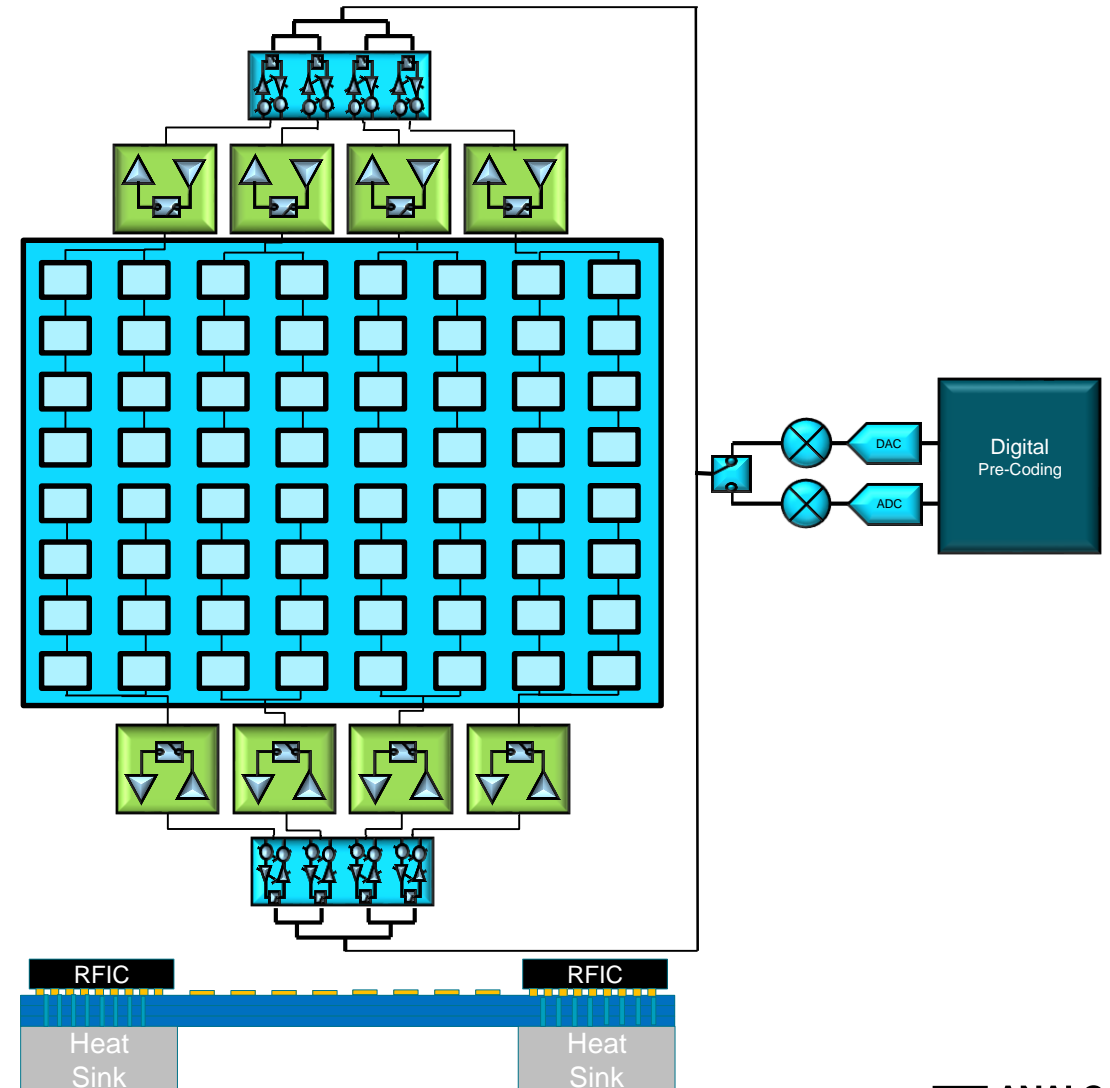 DAC
Digital
Pre-Coding
ADC
RFIC
RFIC
Heat
Sink
Heat
Sink